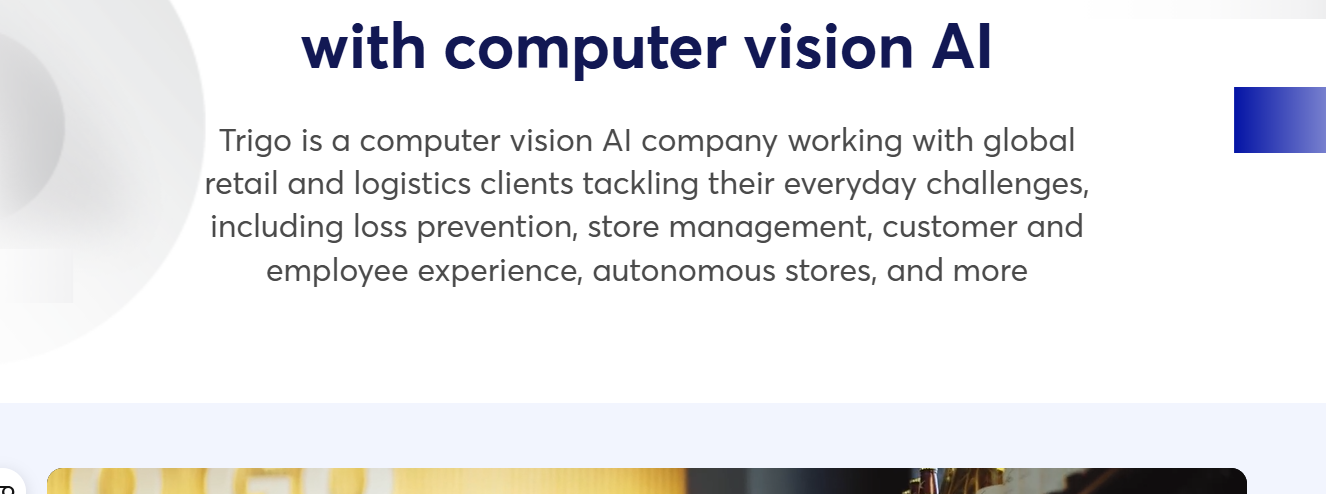 with computer vision AI
Trigo is a computer vision AI company working with global
retail and logistics clients tackling their everyday challenges,
including loss prevention, store management, customer and
employee experience, autonomous stores, and more